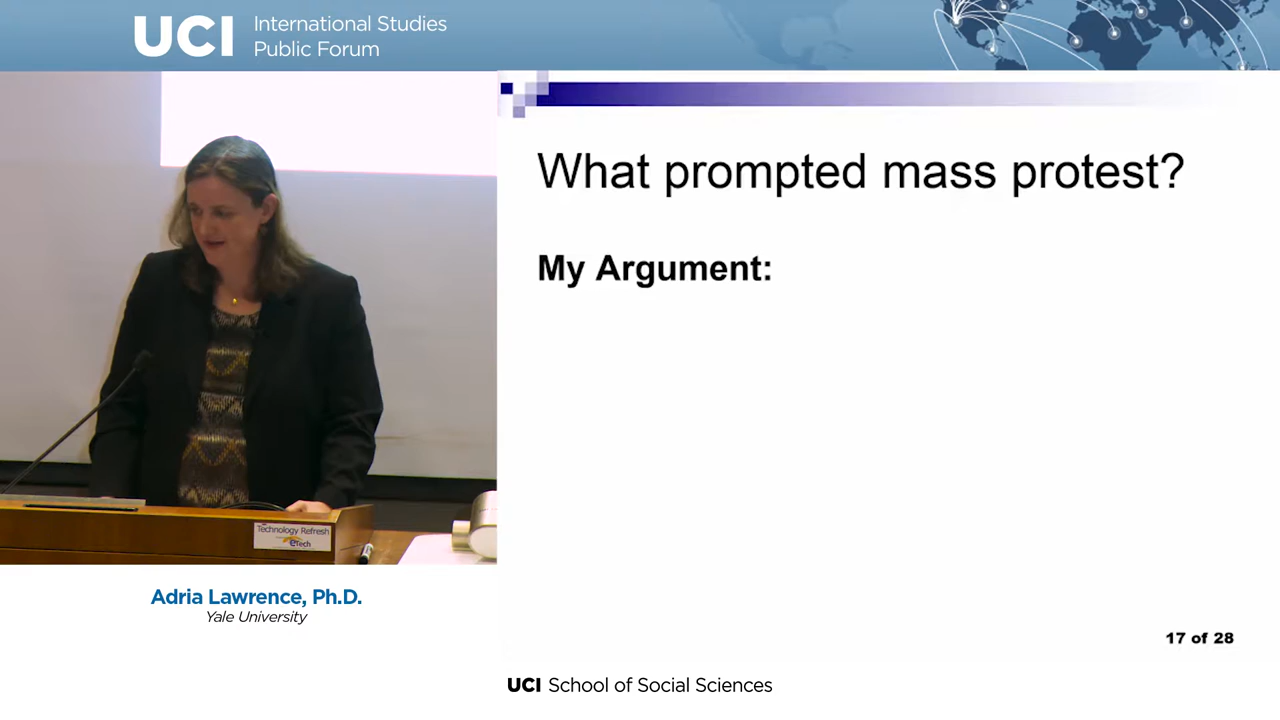 UCI International Studies
Public Forum
What prompted mass protest?
My Argument:
Technology Refresh
eTech
Adria Lawrence, Ph.D.
Yale University
17 of 28
UCI School of Social Sciences